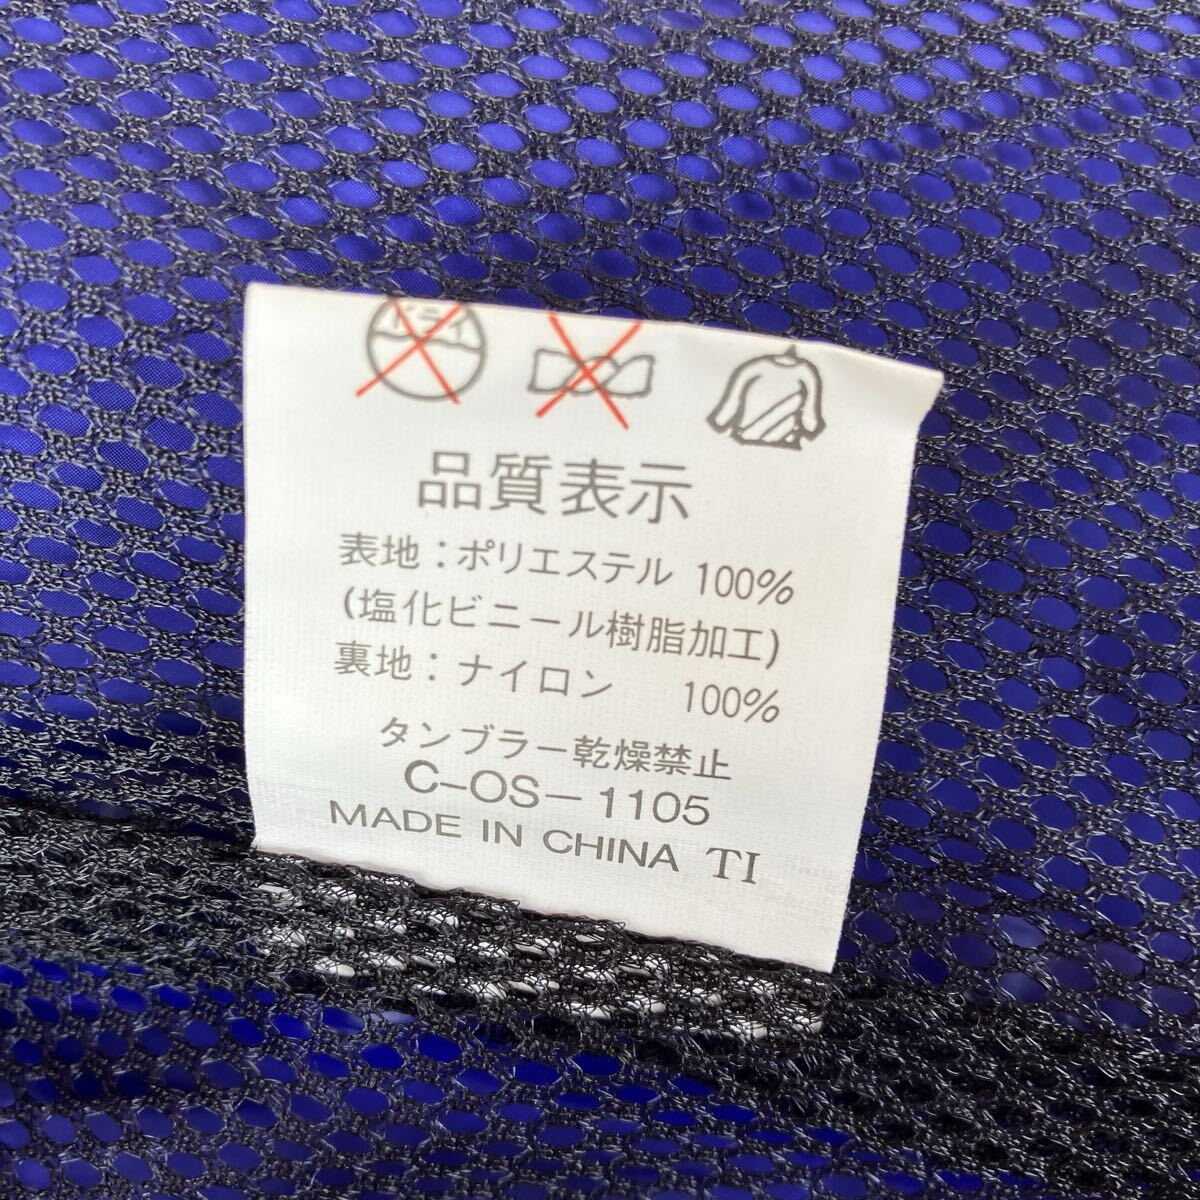 ドライ
品質表示
表地：ポリエステル 100%
(塩化ビニール樹脂加工)
裏地：ナイロン 100%
タンブラー乾燥禁止
C-OS-1105
MADE IN CHINA TI